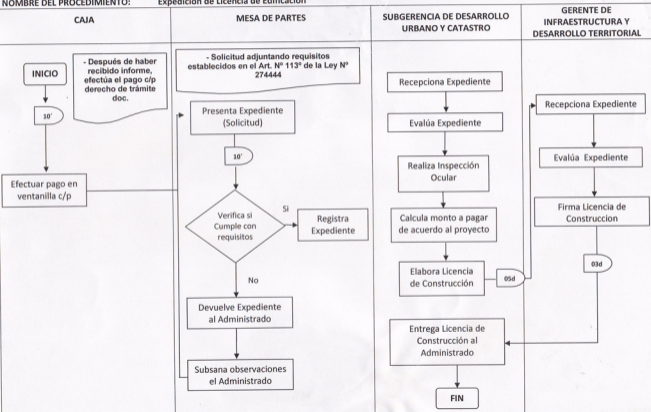 NOMBRE DEL PROCEDIMIENTO: Expedición de Licencia de Edificación
CAJA
MESA DE PARTES
SUBGERENCIA DE DESARROLLO
URBANO Y CATASTRO
GERENTE DE
INFRAESTRUCTURA Y
DESARROLLO TERRITORIAL
INICIO
- Después de haber
recibido informe,
efectúa el pago c/p
derecho de trámite
doc.
10'
Efectuar pago en
ventanilla c/p
- Solicitud adjuntando requisitos
establecidos en el Art. Nº 113º de la Ley Nº
274444
Presenta Expediente
(Solicitud)
10'
Verifica si
Cumple con
requisitos
Si
Registra
Expediente
No
Devuelve Expediente
al Administrado
Subsana observaciones
el Administrado
Recepciona Expediente
Evalúa Expediente
Realiza Inspección
Ocular
Calcula monto a pagar
de acuerdo al proyecto
Elabora Licencia
de Construcción
05d
Entrega Licencia de
Construcción al
Administrado
FIN
Recepciona Expediente
Evalúa Expediente
Firma Licencia de
Construccion
03d